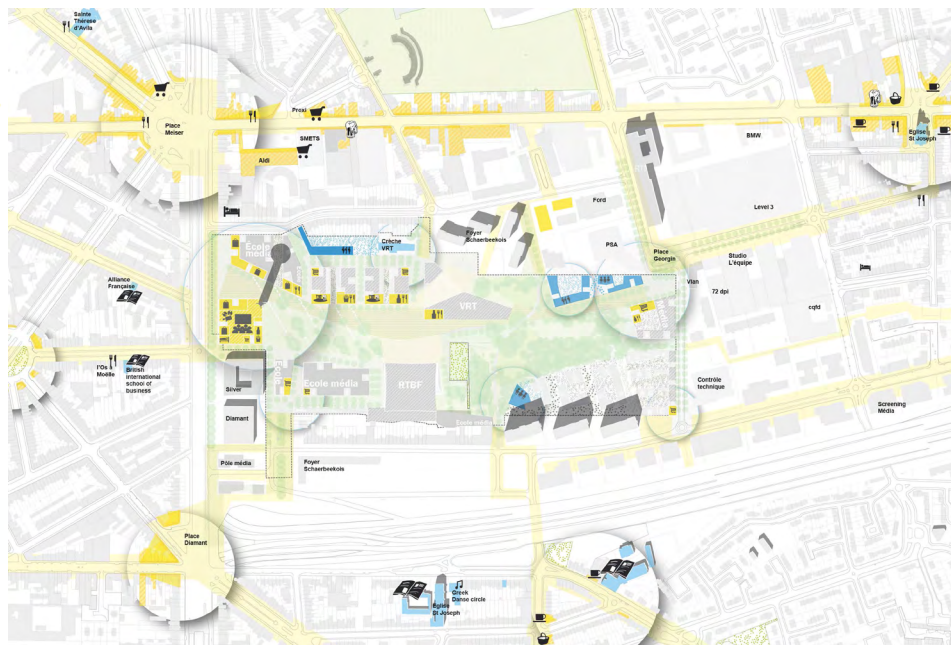 Sainte
Thérese
d'Avila
Place
Meiser
Proxi
SMETS
Aldi
BMW
Eglise
St Joseph
Level 3
Ford
Foyer
Schaerbeekois
Crèche
VRT
Ecole
PSA
Place
Georgin
Studio
L'équipe
Alliance
Française
Vlan
72 dpi
cqfd
VRT
l'Os à
Moëlle
British
international
school of
business
Silver
Ecole média
RTBF
Contrôle
technique
Diamant
Ecole média
Screening
Média
Pôle média
Foyer
Schaerbeekois
Place
Diamant
Greek
Danse circle
Eglise
St Joseph